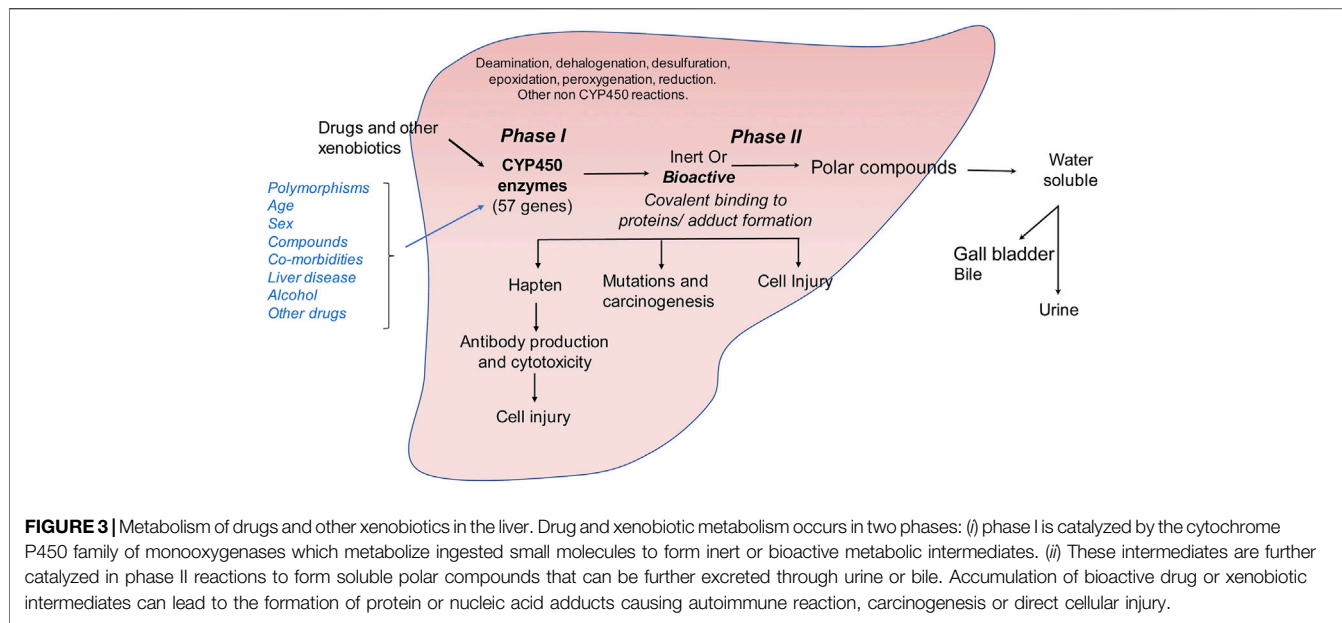 Deamination, dehalogenation, desulfuration,
epoxidation, peroxygenation, reduction.
Other non CYP450 reactions.
Drugs and other
xenobiotics
Phase I
CYP450
enzymes
(57 genes)
Phase II
Inert Or
Bioactive
Covalent binding to
proteins/ adduct formation
Polar compounds
Water
soluble
Gall bladder
Bile
Urine
Polymorphisms
Age
Sex
Compounds
Co-morbidities
Liver disease
Alcohol
Other drugs
Hapten
Mutations and
carcinogenesis
Cell Injury
Antibody production
and cytotoxicity
Cell injury
FIGURE 3 | Metabolism of drugs and other xenobiotics in the liver. Drug and xenobiotic metabolism occurs in two phases: (i) phase I is catalyzed by the cytochrome
P450 family of monooxygenases which metabolize ingested small molecules to form inert or bioactive metabolic intermediates. (ii) These intermediates are further
catalyzed in phase II reactions to form soluble polar compounds that can be further excreted through urine or bile. Accumulation of bioactive drug or xenobiotic
intermediates can lead to the formation of protein or nucleic acid adducts causing autoimmune reaction, carcinogenesis or direct cellular injury.